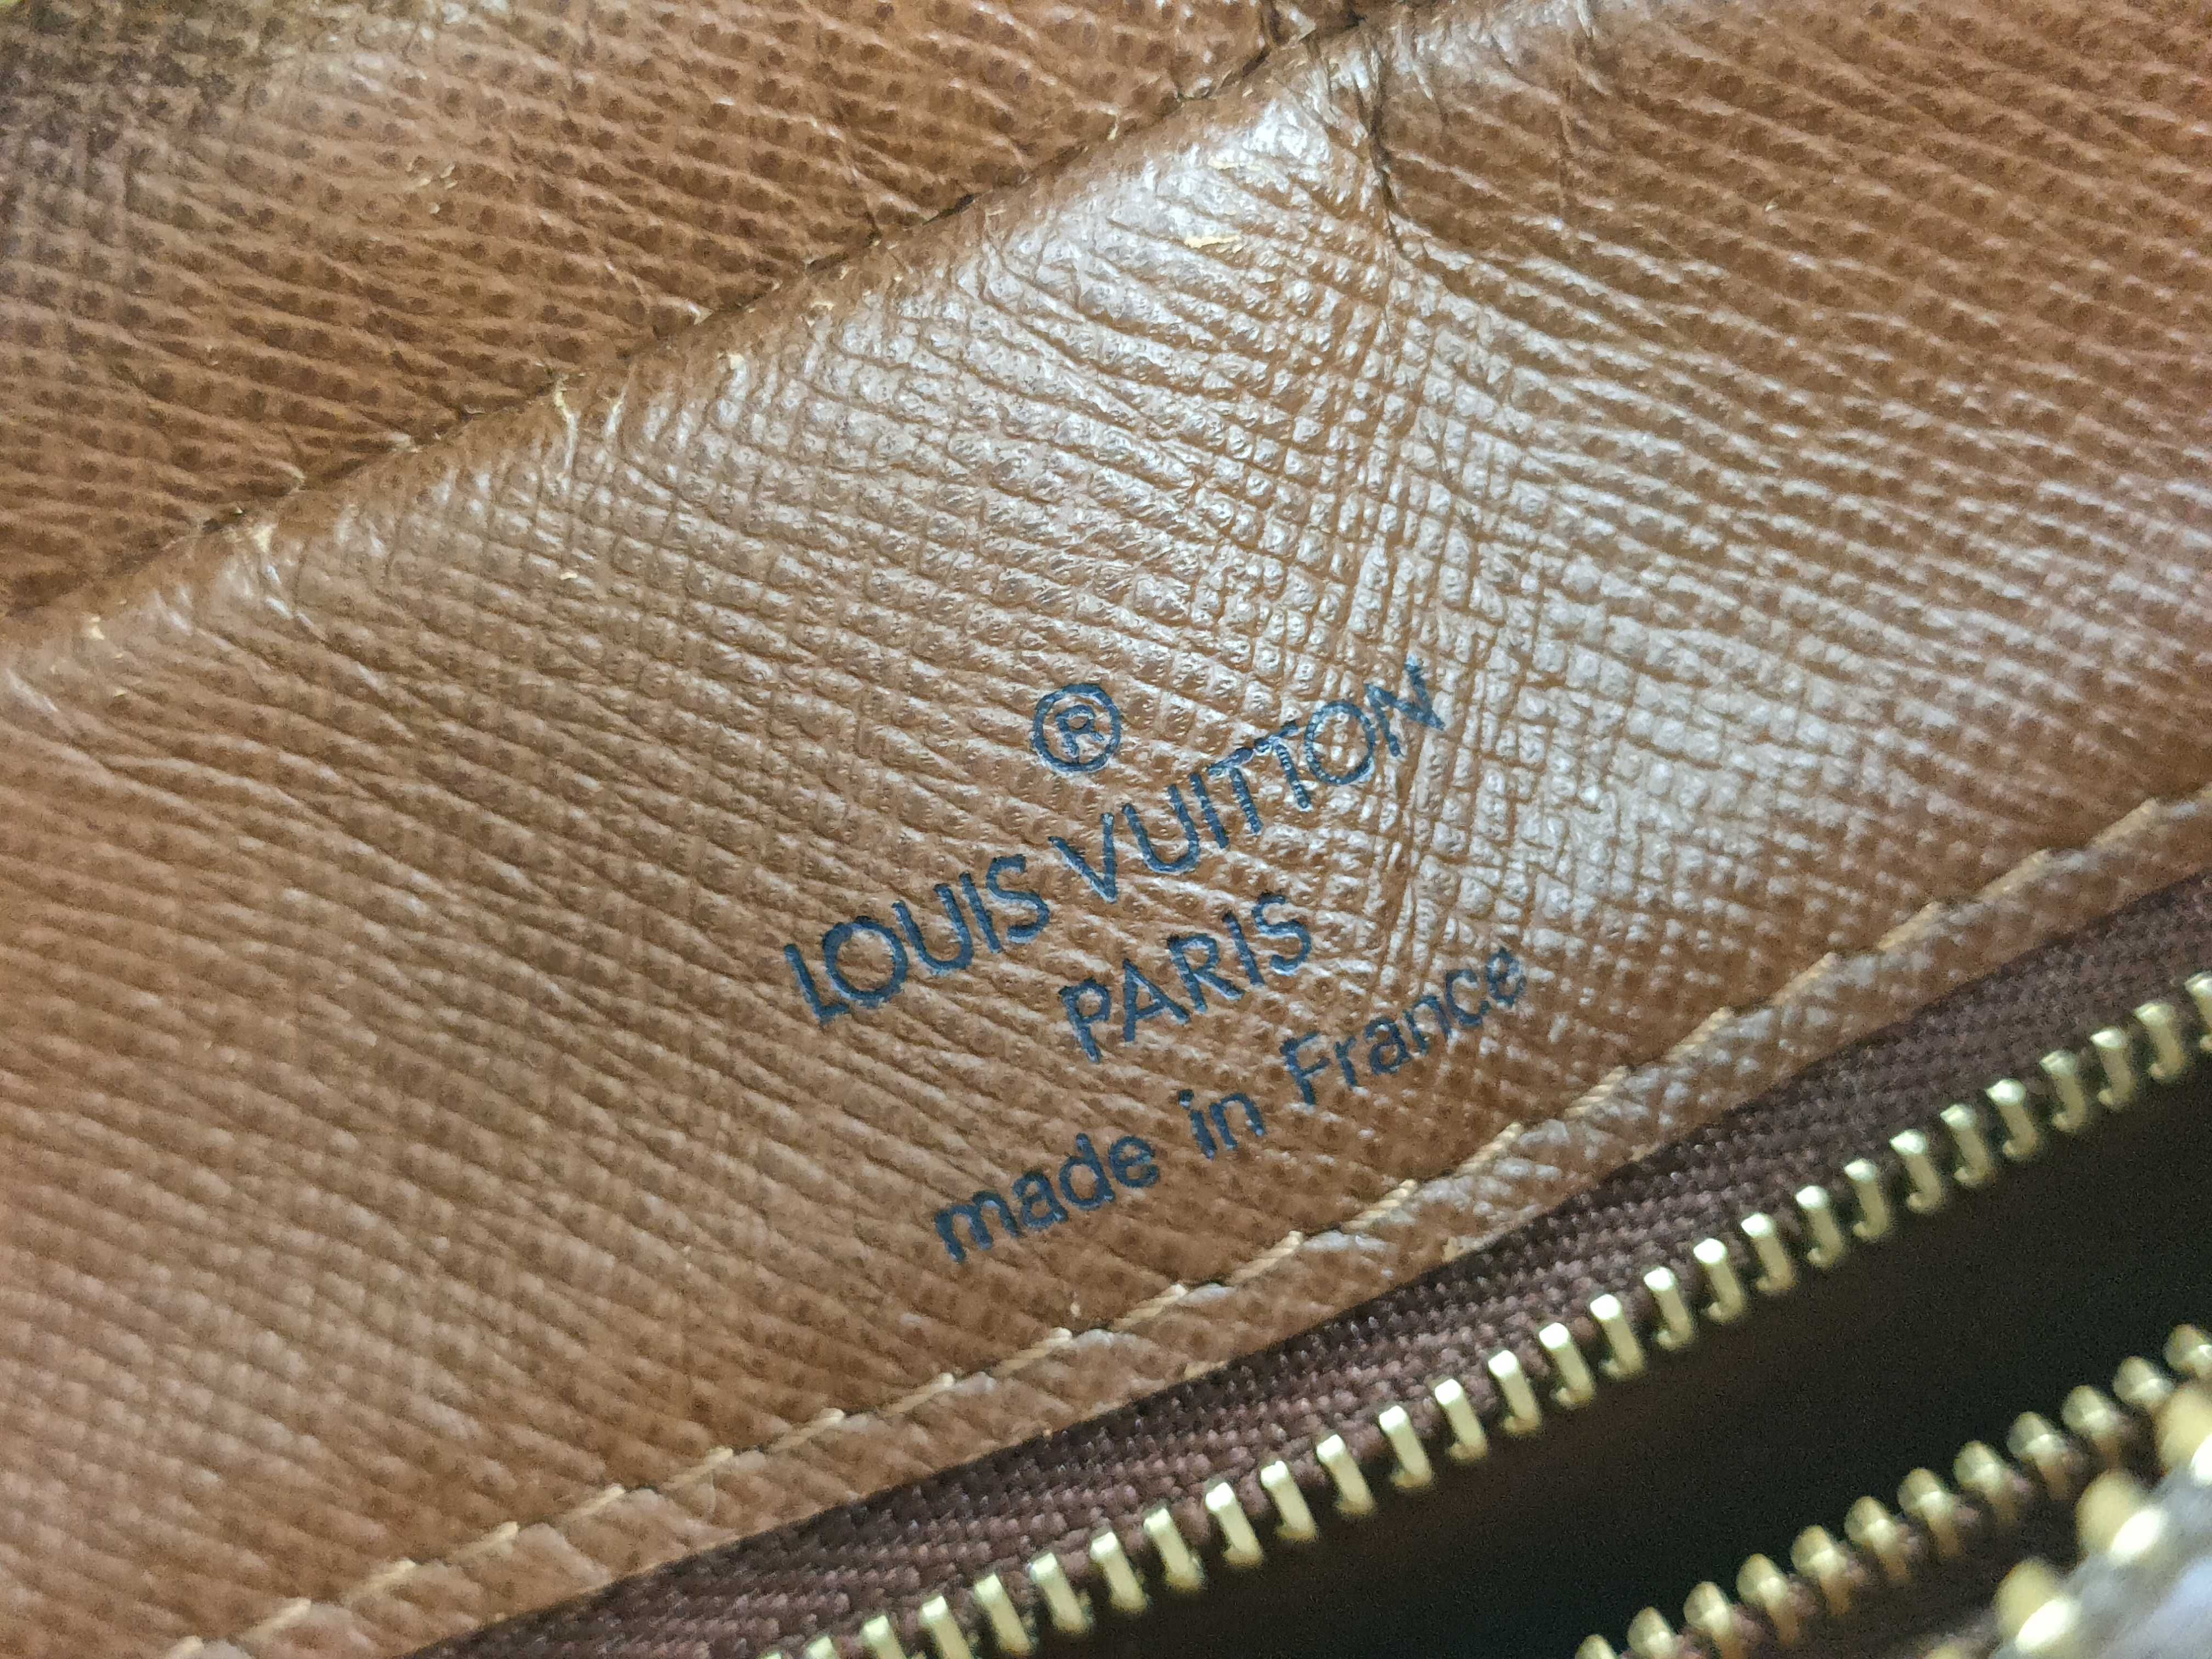 ®
LOUIS VUITTON
PARIS
made in France